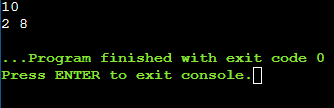 10
2 8
...Program finished with exit code 0
Press ENTER to exit console.